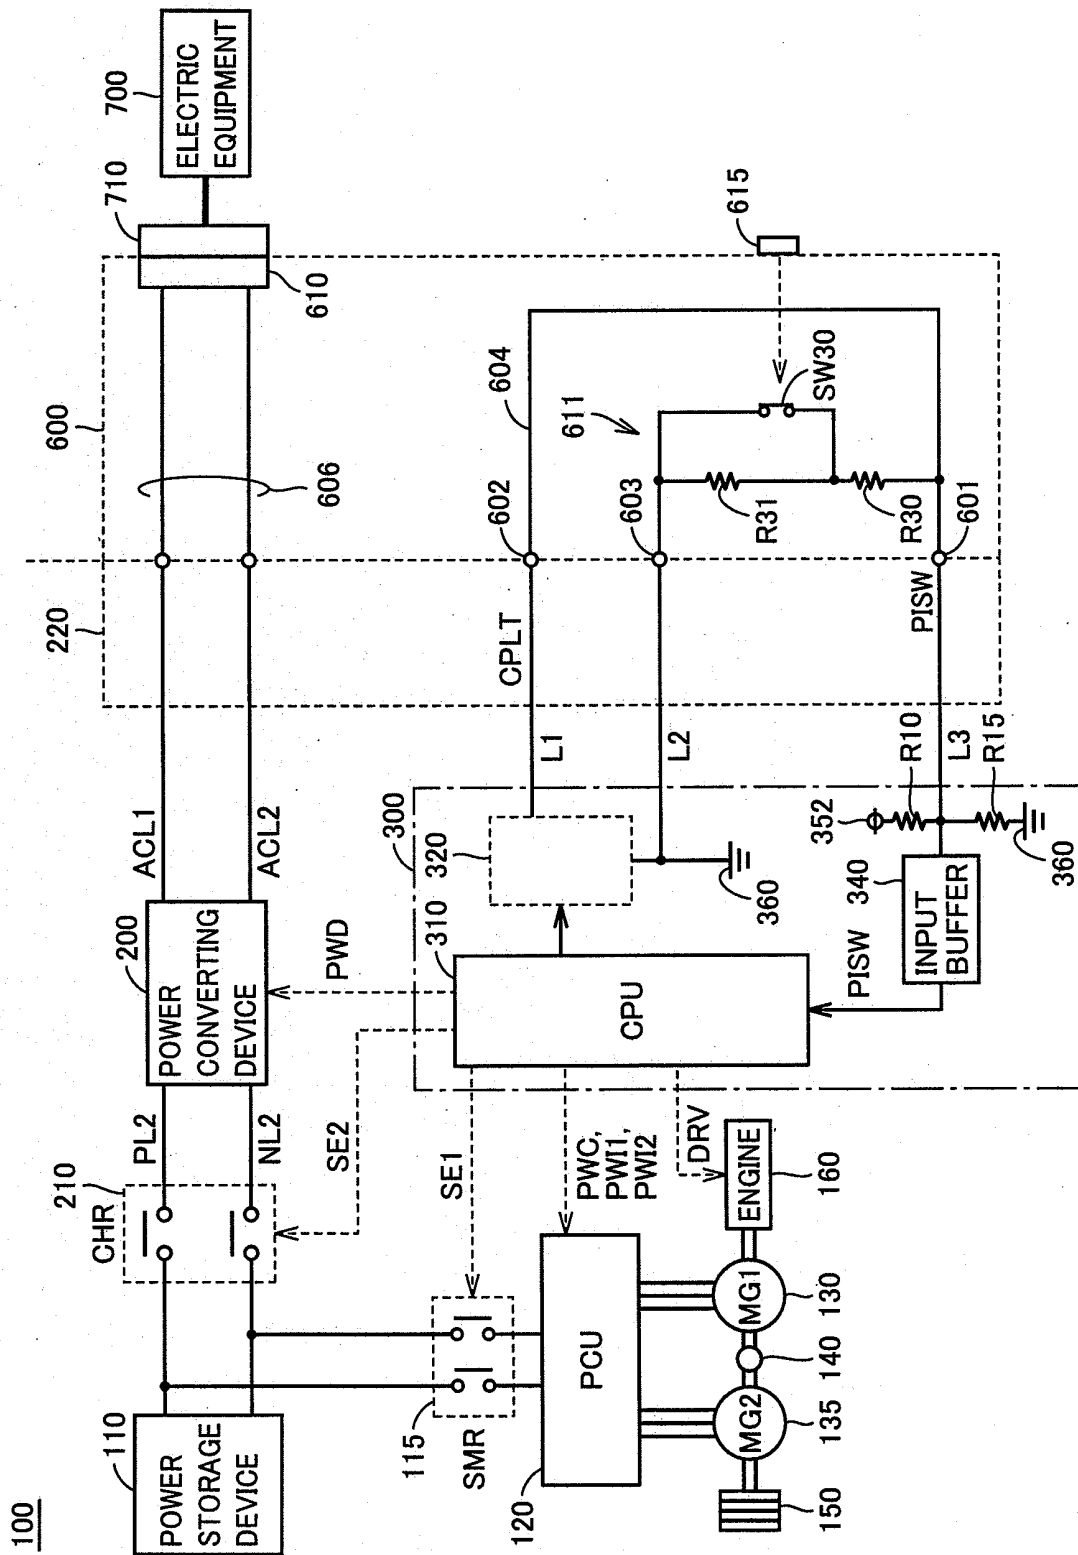 100
110
POWER
STORAGE
DEVICE
210
CHR
PL2
NL2
200
POWER
CONVERTING
DEVICE
ACL1
ACL2
220
600
606
710
610
700
ELECTRIC
EQUIPMENT
115
SMR
SE1
SE2
PWD
120
PCU
PWC,
PWI1,
PWI2
DRV
150
MG2
135
140
MG1
130
ENGINE
160
300
310
CPU
320
360
L1
L2
CPLT
602
603
604
611
R31
R30
SW30
615
601
PISW
L3
R10
R15
352
360
340
INPUT
BUFFER
PISW